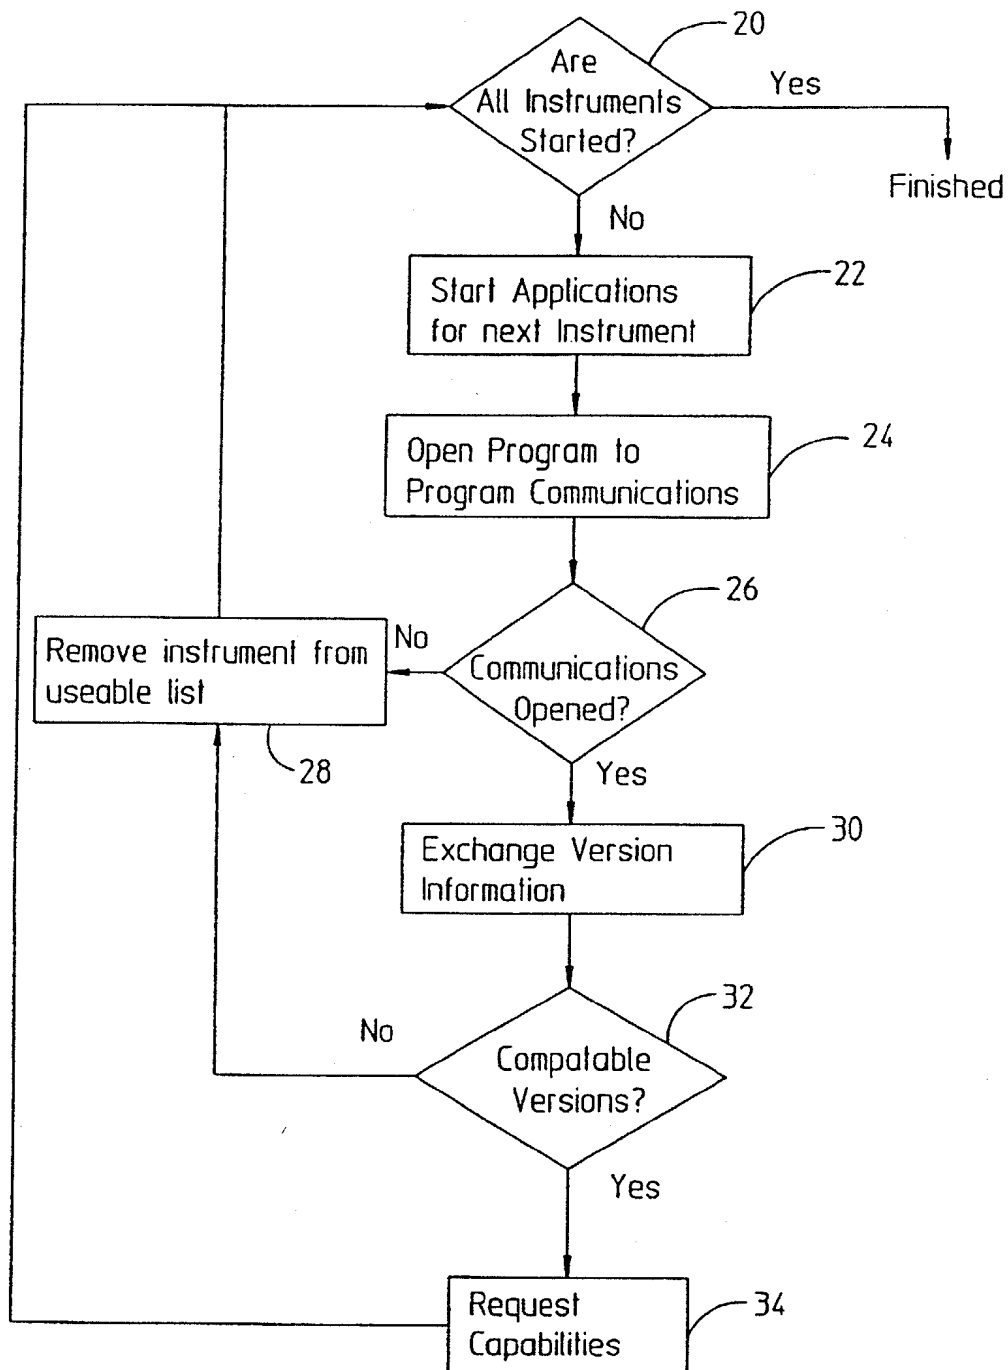 20
Are
All Instruments
Started?
Yes
Finished
No
22
Start Applications
for next Instrument
24
Open Program to
Program Communications
26
Communications
Opened?
No
Remove instrument from
useable list
28
Yes
30
Exchange Version
Information
32
Compatable
Versions?
No
Yes
34
Request
Capabilities